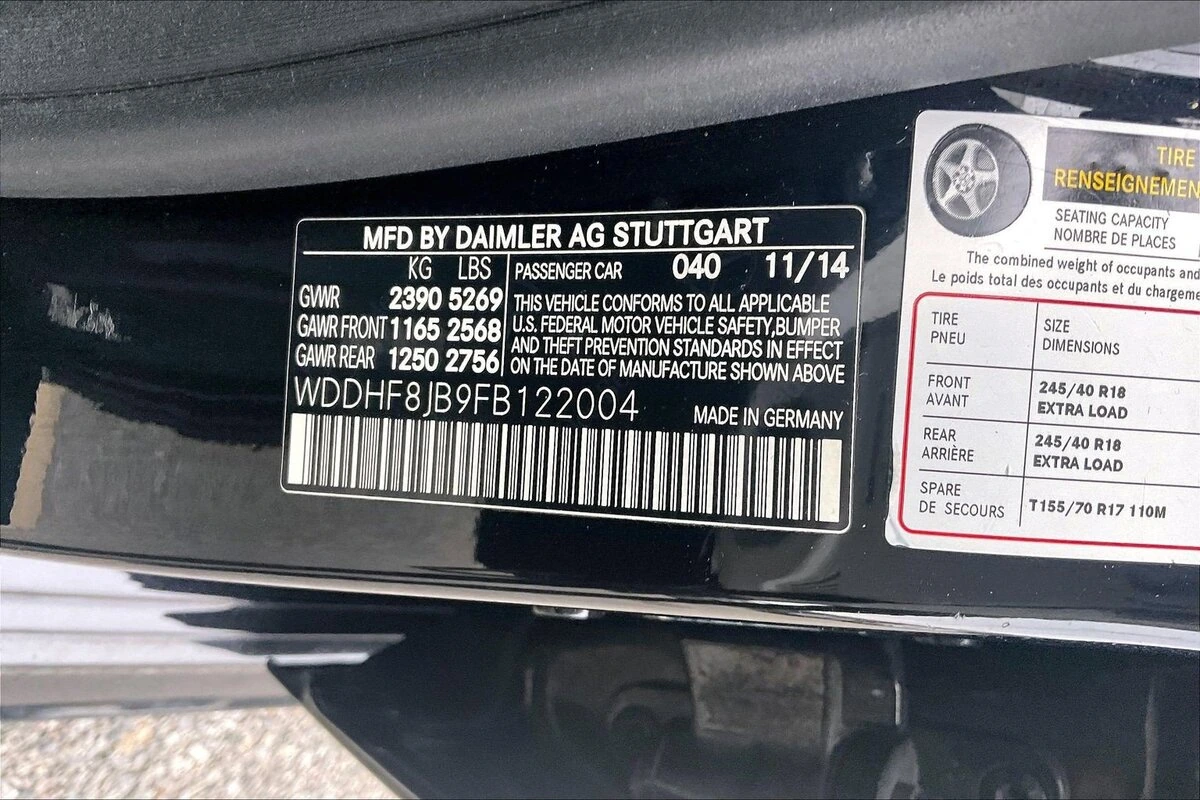 MFD BY DAIMLER AG STUTTGART
KG LBS
GVWR 2390 5269
GAWR FRONT 1165 2568
GAWR REAR 1250 2756
PASSENGER CAR 040 11/14
THIS VEHICLE CONFORMS TO ALL APPLICABLE
U.S. FEDERAL MOTOR VEHICLE SAFETY,BUMPER
AND THEFT PREVENTION STANDARDS IN EFFECT
ON THE DATE OF MANUFACTURE SHOWN ABOVE
WDDHF8JB9FB122004
MADE IN GERMANY
TIRE
RENSEIGNEMEN
SEATING CAPACITY
NOMBRE DE PLACES
The combined weight of occupants and
Le poids total des occupants et du chargeme
TIRE
PNEU
SIZE
DIMENSIONS
FRONT
AVANT
245/40 R18
EXTRA LOAD
REAR
ARRIÈRE
245/40 R18
EXTRA LOAD
SPARE
DE SECOURS
T155/70 R17 110M